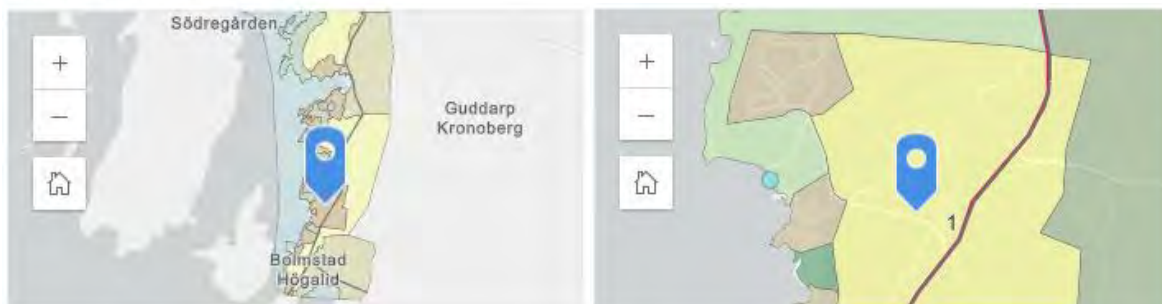 Södregården
+
−
Guddarp
Kronoberg
Bolmstad
Högalid
+
−
1